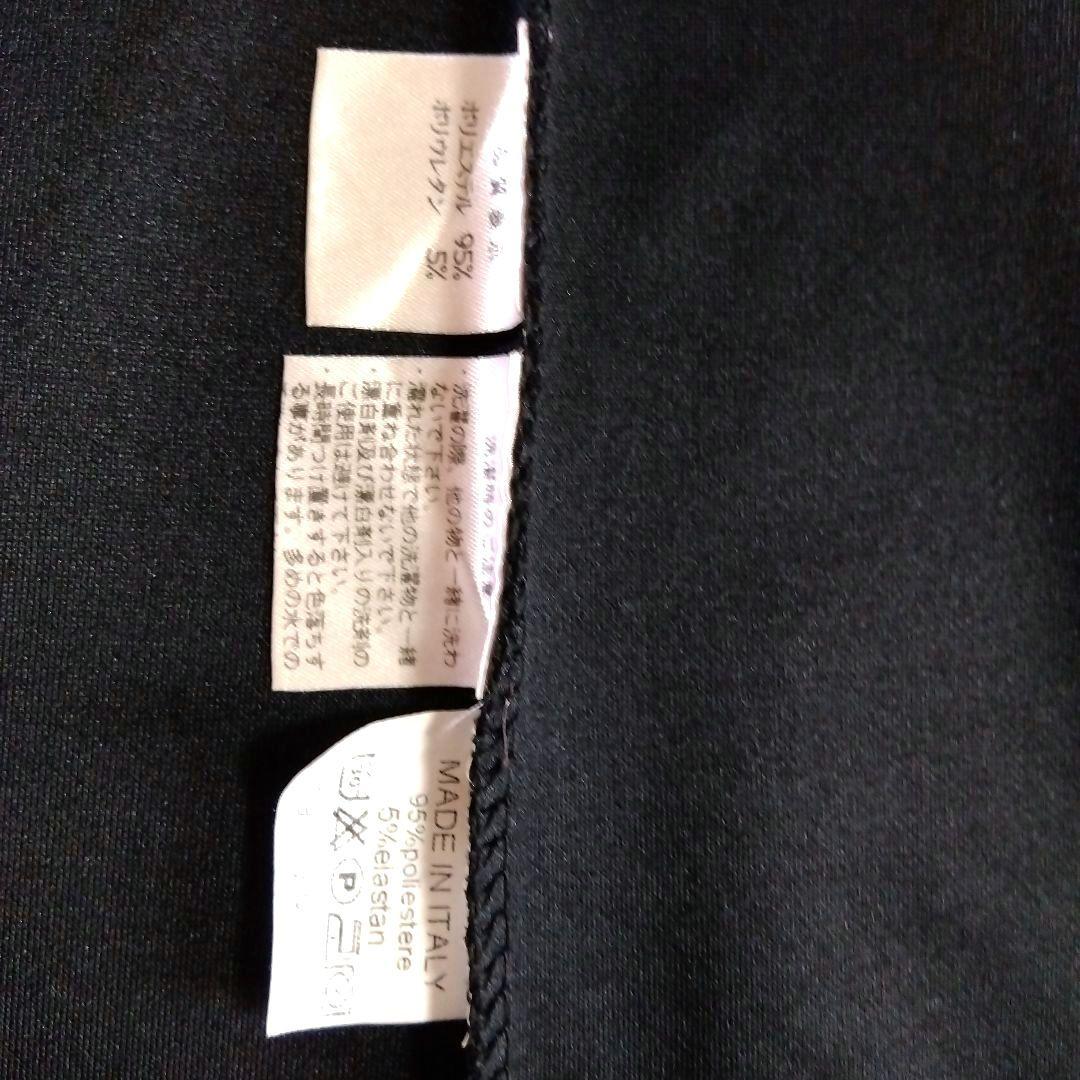 品質表示
ポリエステル 95%
ポリウレタン 5%
洗濯時のご注意
・洗濯の際、他の物と一緒に洗わ
ないで下さい。
・濡れた状態で他の洗濯物と一緒
に重ね合わせないで下さい。
・漂白剤及び漂白剤入りの洗剤の
ご使用は避けて下さい。
・長時間つけ置きすると色落ちす
る事があります。多めの水での
MADE IN ITALY
95%poliestere
5%elastan
30
P